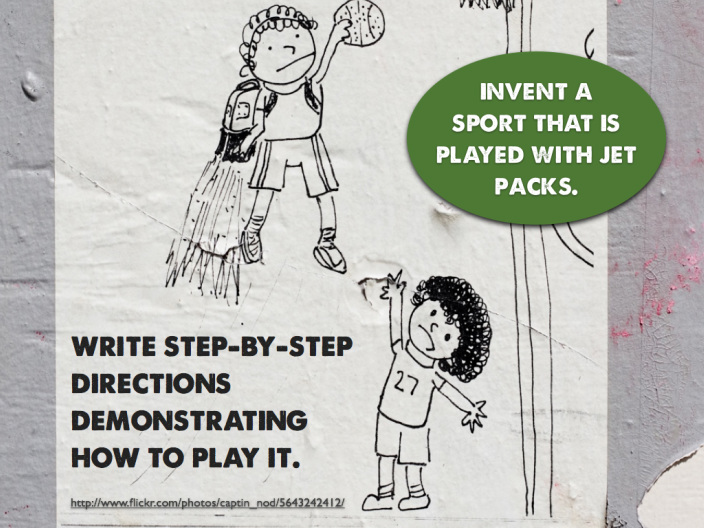 INVENT A
SPORT THAT IS
PLAYED WITH JET
PACKS.
27
WRITE STEP-BY-STEP
DIRECTIONS
DEMONSTRATING
HOW TO PLAY IT.
http://www.flickr.com/photos/captin_nod/5643242412/